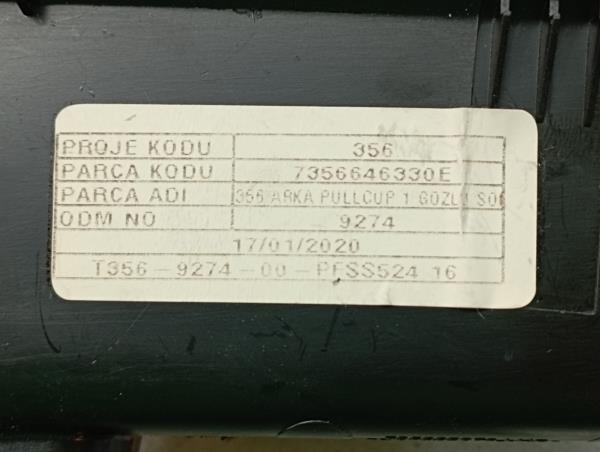 PROJE KODU 356
PARÇA KODU 7356646330E
PARÇA ADI 356 ARKA PULLCUP 1 GÖZLÜ SOL
ODM NO 9274
17/01/2020
T356-9274-00-PFSS524 16